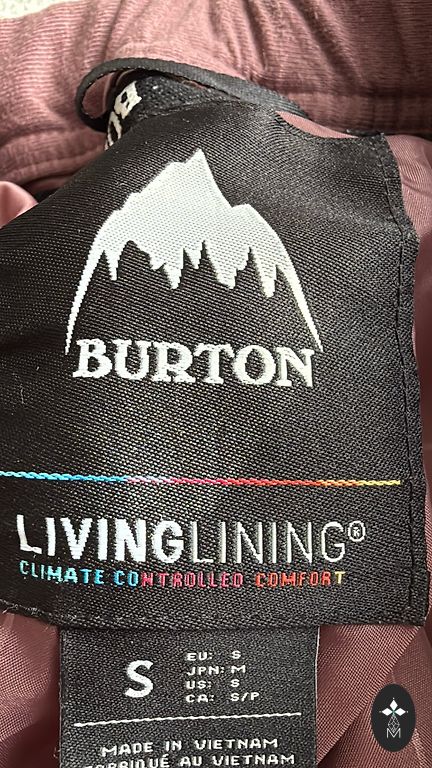 BURTON
LIVINGLINING®
CLIMATE CONTROLLED COMFORT
S
EU: S
JPN: M
US: S
CA: S/P
MADE IN VIETNAM
FABRIQUÉ AU VIETNAM